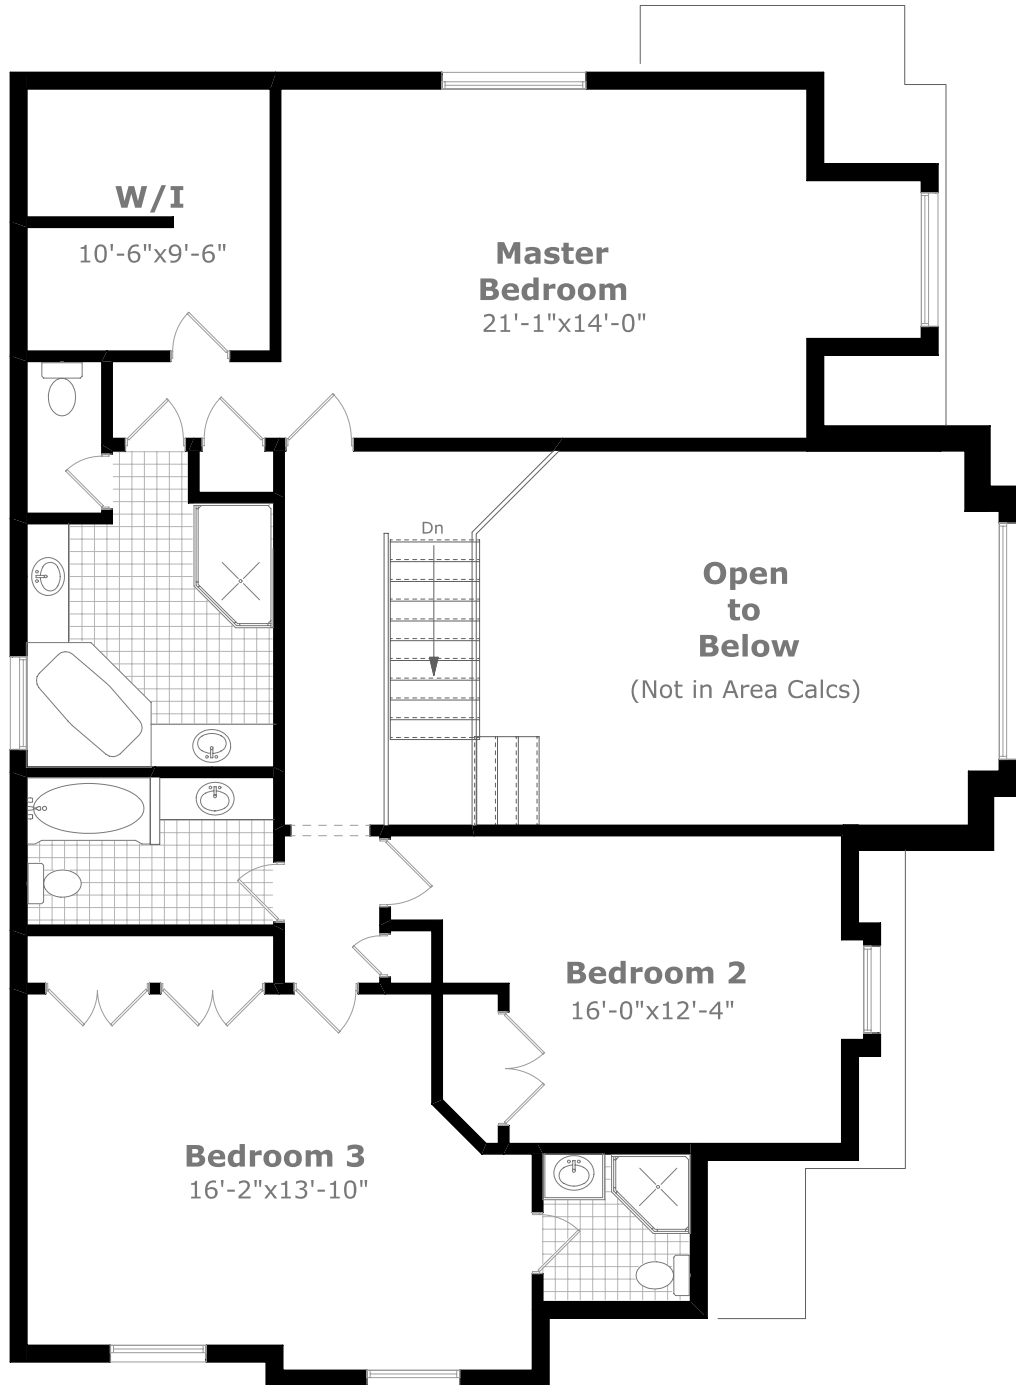 W/I
10'-6"x9'-6"
Master
Bedroom
21'-1"x14'-0"
Dn
Open
to
Below
(Not in Area Calcs)
Bedroom 2
16'-0"x12'-4"
Bedroom 3
16'-2"x13'-10"